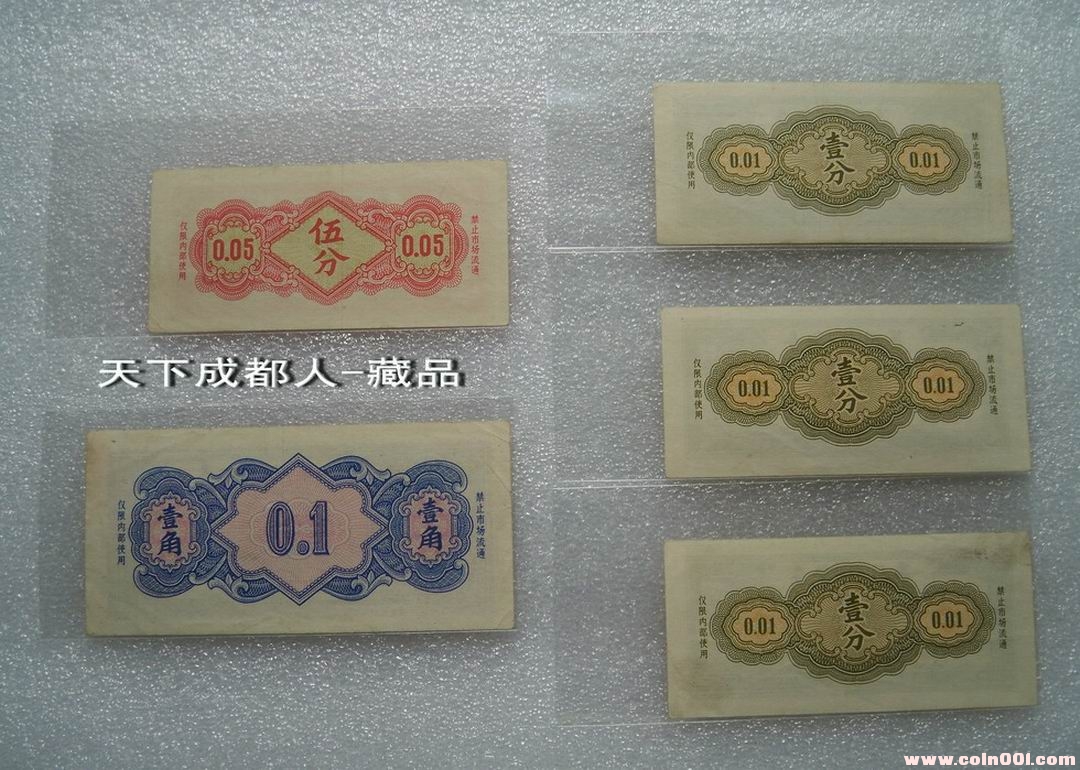 仅限内部使用
0.05
伍分
0.05
禁止市场流通
天下成都人-藏品
仅限内部使用
壹角
0.1
壹角
禁止市场流通
仅限内部使用
0.01
壹分
0.01
禁止市场流通
仅限内部使用
0.01
壹分
0.01
禁止市场流通
仅限内部使用
0.01
壹分
0.01
禁止市场流通
www.coln001.com